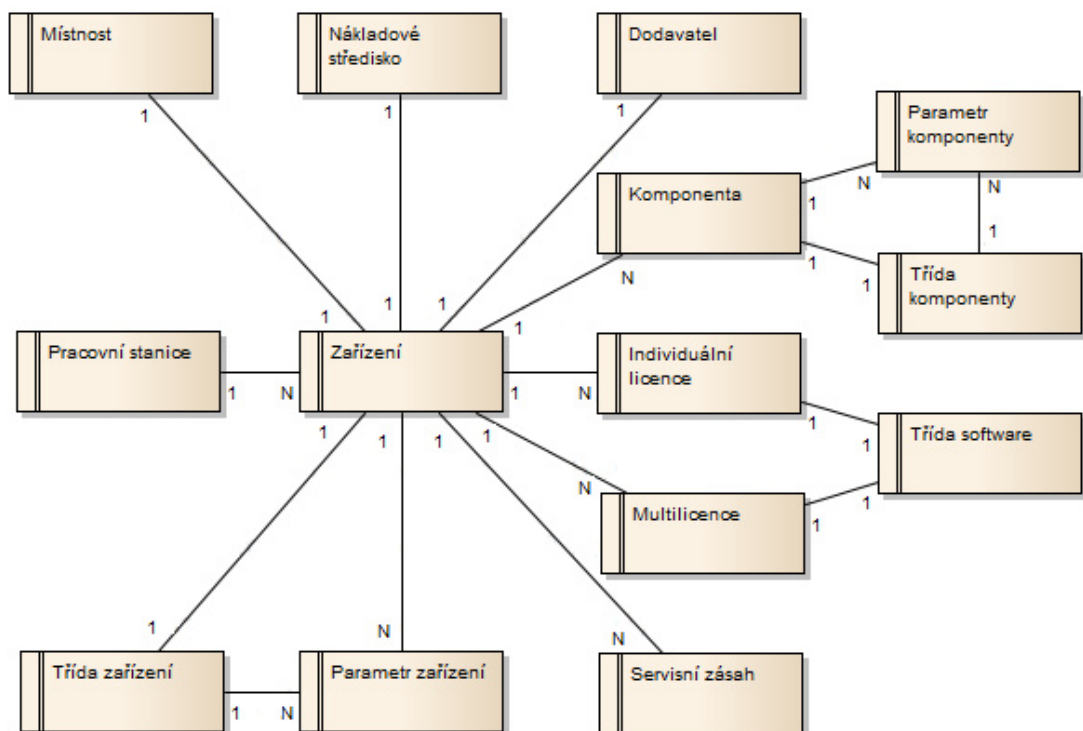 Místnost
Nákladové
středisko
Dodavatel
Parametr
komponenty
1
1
1
Komponenta
N
N
1
1
N
1
1
Třída
komponenty
1
1
1
1
Pracovní stanice
Zařízení
Individuální
licence
1
N
1
N
1
1
1
1
1
1
Třída software
N
Multilicence
1
1
1
N
N
Třída zařízení
Parametr zařízení
Servisní zásah
1
N